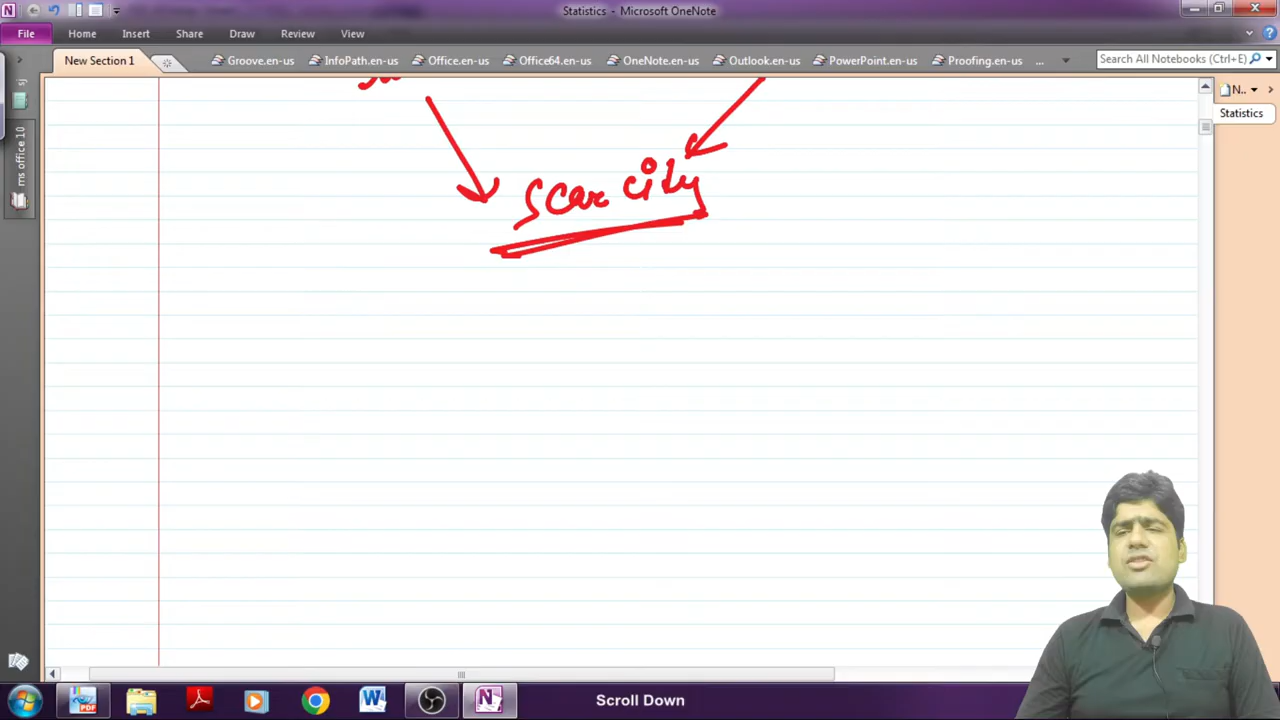 Statistics - Microsoft OneNote
File Home Insert Share Draw Review View
New Section 1 Groove.en-us InfoPath.en-us Office.en-us Office64.en-us OneNote.en-us Outlook.en-us PowerPoint.en-us Proofing.en-us ... Search All Notebooks (Ctrl+E)
sj
N..
Statistics
ms office 10
Scarcity
PDF
Scroll Down